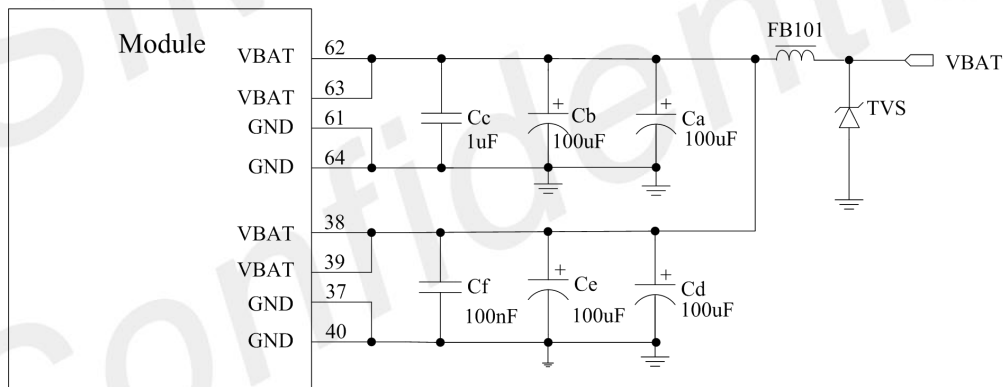 Module
VBAT 62
VBAT 63
GND 61
GND 64
VBAT 38
VBAT 39
GND 37
GND 40
Cc
1uF
+
Cb
100uF
+
Ca
100uF
FB101
VBAT
TVS
Cf
100nF
+
Ce
100uF
+
Cd
100uF
Confidential